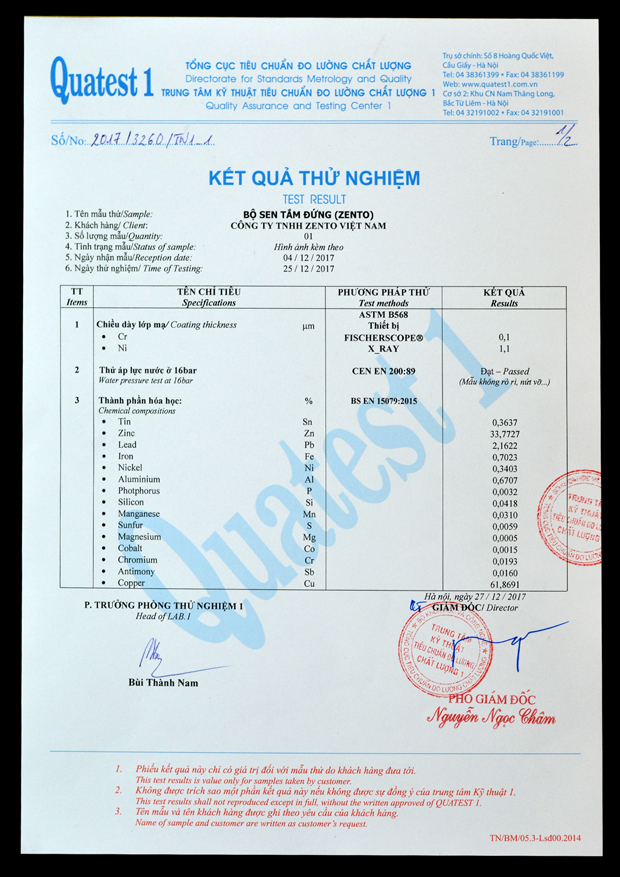 Quatest 1
TỔNG CỤC TIÊU CHUẨN ĐO LƯỜNG CHẤT LƯỢNG
Directorate for Standards Metrology and Quality
TRUNG TÂM KỸ THUẬT TIÊU CHUẨN ĐO LƯỜNG CHẤT LƯỢNG 1
Quality Assurance and Testing Center 1
Trụ sở chính: Số 8 Hoàng Quốc Việt,
Cầu Giấy - Hà Nội
Tel: 04 38361399 • Fax: 04 38361199
Web: www.quatest1.com.vn
Cơ sở 2: Khu CN Nam Thăng Long,
Bắc Từ Liêm - Hà Nội
Tel: 04 32191002 • Fax: 04 32191001
Số/No: 2017/3260/TN1_1
Trang/Page: 1/2
KẾT QUẢ THỬ NGHIỆM
TEST RESULT
1. Tên mẫu thử/Sample: BỘ SEN TẮM ĐỨNG (ZENTO)
2. Khách hàng/ Client: CÔNG TY TNHH ZENTO VIỆT NAM
3. Số lượng mẫu/Quantity: 01
4. Tình trạng mẫu/Status of sample: Hình ảnh kèm theo
5. Ngày nhận mẫu/Reception date: 04 / 12 / 2017
6. Ngày thử nghiệm/ Time of Testing: 25 / 12 / 2017
TT TÊN CHỈ TIÊU PHƯƠNG PHÁP THỬ KẾT QUẢ
Items Specifications Test methods Results
ASTM B568
1 Chiều dày lớp mạ/ Coating thickness µm Thiết bị
• Cr FISCHERSCOPE® 0,1
• Ni X_RAY 1,1
2 Thử áp lực nước ở 16bar CEN EN 200:89 Đạt – Passed
Water pressure test at 16bar (Mẫu không rò rỉ, nứt vỡ...)
3 Thành phần hóa học: % BS EN 15079:2015
Chemical compositions
• Tin Sn 0,3637
• Zinc Zn 33,7727
• Lead Pb 2,1622
• Iron Fe 0,7023
• Nickel Ni 0,3403
• Aluminium Al 0,6707
• Photphorus P 0,0032
• Silicon Si 0,0418
• Manganese Mn 0,0310
• Sunfur S 0,0059
• Magnesium Mg 0,0005
• Cobalt Co 0,0015
• Chromium Cr 0,0193
• Antimony Sb 0,0160
• Copper Cu 61,8691
Quatest 1
Hà nội, ngày 27 / 12 / 2017
P. TRƯỞNG PHÒNG THỬ NGHIỆM 1
Head of LAB.1
GIÁM ĐỐC/ Director
TRUNG TÂM
KỸ THUẬT
TIÊU CHUẨN ĐO LƯỜNG
CHẤT LƯỢNG 1
TRUNG TÂM
KỸ THUẬT
TIÊU CHUẨN ĐO LƯỜNG
CHẤT LƯỢNG 1
Bùi Thành Nam
PHÓ GIÁM ĐỐC
Nguyễn Ngọc Châm
1. Phiếu kết quả này chỉ có giá trị đối với mẫu thử do khách hàng đưa tới.
This test results is value only for samples taken by customer.
2. Không được trích sao một phần kết quả này nếu không được sự đồng ý của trung tâm Kỹ thuật 1.
This test results shall not reproduced except in full, without the written approved of QUATEST 1.
3. Tên mẫu và tên khách hàng được ghi theo yêu cầu của khách hàng.
Name of sample and customer are written as customer's request.
TN/BM/05.3-Lsd00.2014